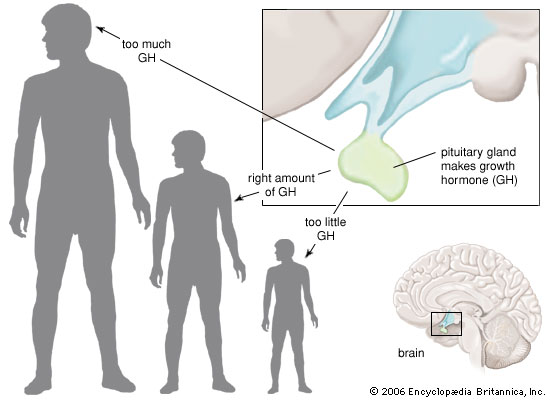 too much
GH
right amount
of GH
too little
GH
pituitary gland
makes growth
hormone (GH)
brain
© 2006 Encyclopædia Britannica, Inc.